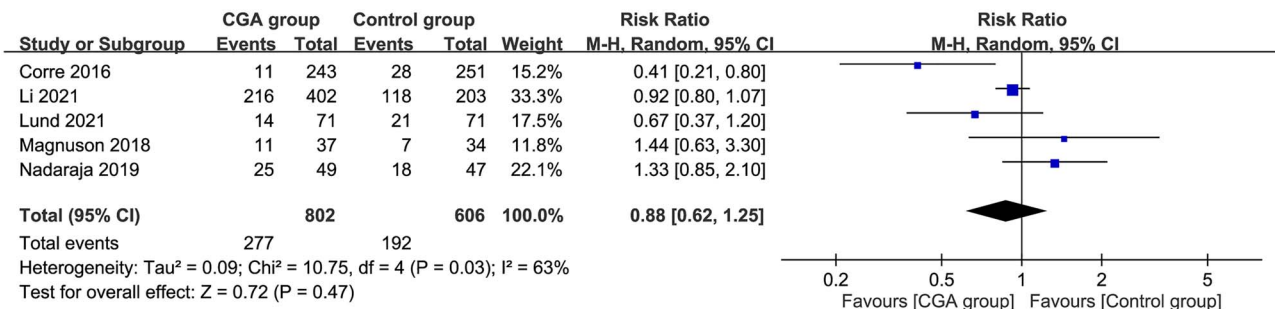 CGA group Control group Risk Ratio Risk Ratio
Study or Subgroup Events Total Events Total Weight M-H, Random, 95% CI M-H, Random, 95% CI
Corre 2016 11 243 28 251 15.2% 0.41 [0.21, 0.80]
Li 2021 216 402 118 203 33.3% 0.92 [0.80, 1.07]
Lund 2021 14 71 21 71 17.5% 0.67 [0.37, 1.20]
Magnuson 2018 11 37 7 34 11.8% 1.44 [0.63, 3.30]
Nadaraja 2019 25 49 18 47 22.1% 1.33 [0.85, 2.10]
Total (95% CI) 802 606 100.0% 0.88 [0.62, 1.25]
Total events 277 192
Heterogeneity: Tau² = 0.09; Chi² = 10.75, df = 4 (P = 0.03); I² = 63%
Test for overall effect: Z = 0.72 (P = 0.47)
0.2 0.5 1 2 5
Favours [CGA group] Favours [Control group]